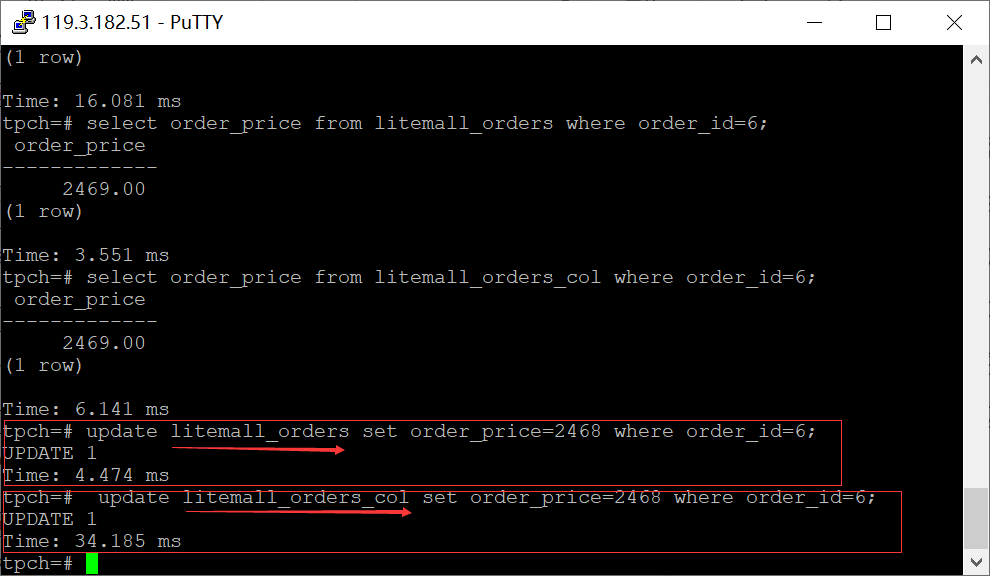 119.3.182.51 - PuTTY
(1 row)
Time: 16.081 ms
tpch=# select order_price from litemall_orders where order_id=6;
order_price
-------------
2469.00
(1 row)
Time: 3.551 ms
tpch=# select order_price from litemall_orders_col where order_id=6;
order_price
-------------
2469.00
(1 row)
Time: 6.141 ms
tpch=# update litemall_orders set order_price=2468 where order_id=6;
UPDATE 1
Time: 4.474 ms
tpch=#  update litemall_orders_col set order_price=2468 where order_id=6;
UPDATE 1
Time: 34.185 ms
tpch=#